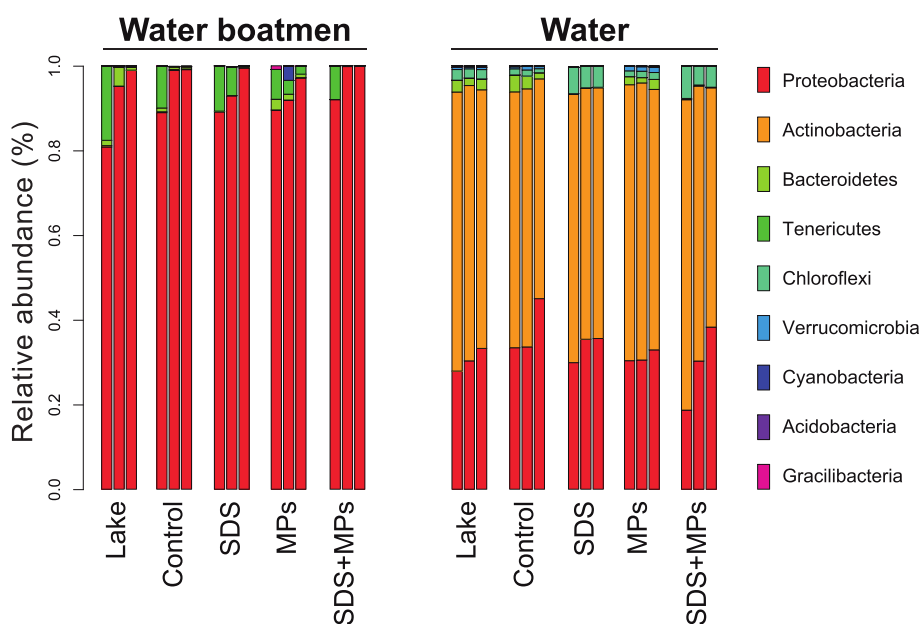 Water boatmen
Water
Relative abundance (%)
1.0
0.8
0.6
0.4
0.2
0.0
Lake
Control
SDS
MPs
SDS+MPs
Lake
Control
SDS
MPs
SDS+MPs
Proteobacteria
Actinobacteria
Bacteroidetes
Tenericutes
Chloroflexi
Verrucomicrobia
Cyanobacteria
Acidobacteria
Gracilibacteria